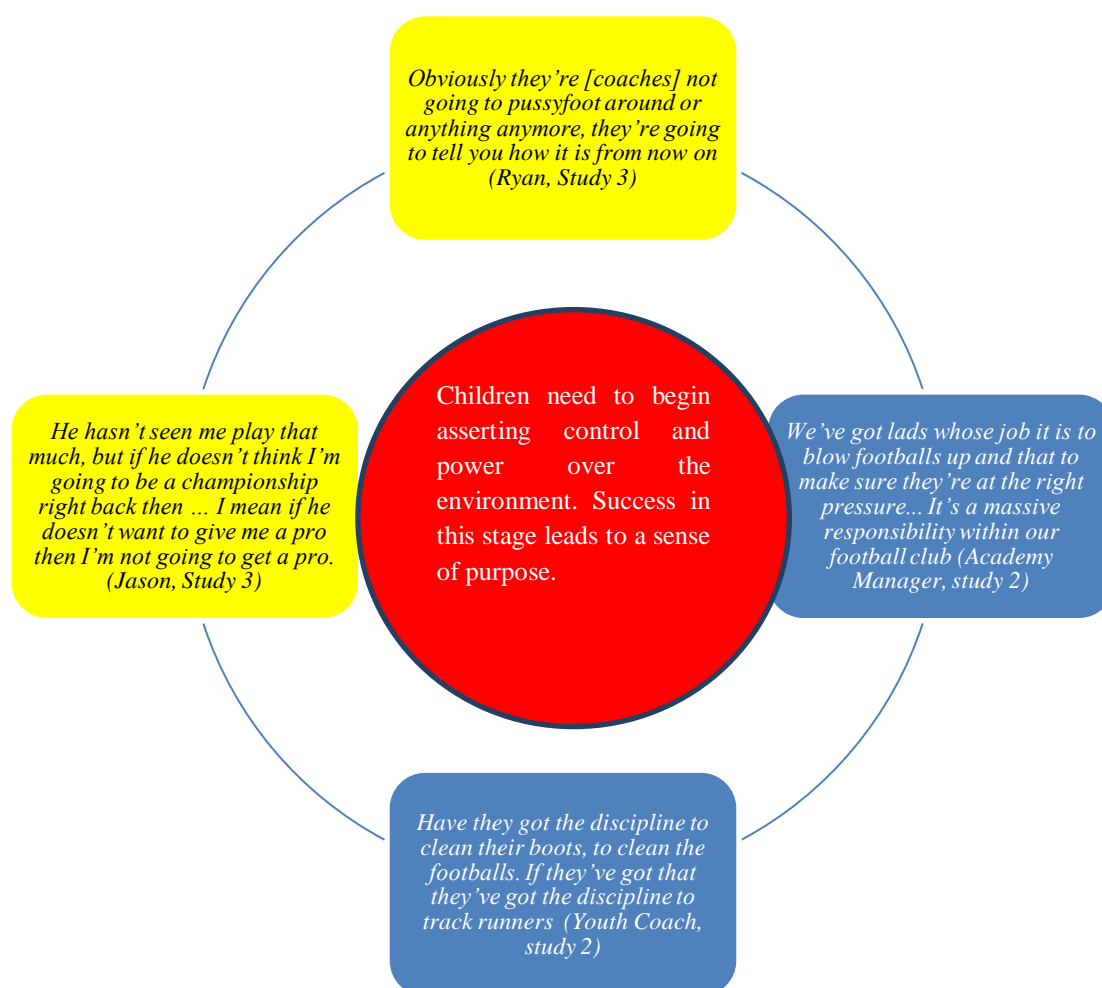 Obviously they’re [coaches] not
going to pussyfoot around or
anything anymore, they’re going
to tell you how it is from now on
(Ryan, Study 3)
He hasn’t seen me play that
much, but if he doesn’t think I’m
going to be a championship
right back then … I mean if he
doesn’t want to give me a pro
then I’m not going to get a pro.
(Jason, Study 3)
Children need to begin
asserting control and
power over the
environment. Success in
this stage leads to a sense
of purpose.
We’ve got lads whose job it is to
blow footballs up and that to
make sure they’re at the right
pressure... It’s a massive
responsibility within our
football club (Academy
Manager, study 2)
Have they got the discipline to
clean their boots, to clean the
footballs. If they’ve got that
they’ve got the discipline to
track runners (Youth Coach,
study 2)